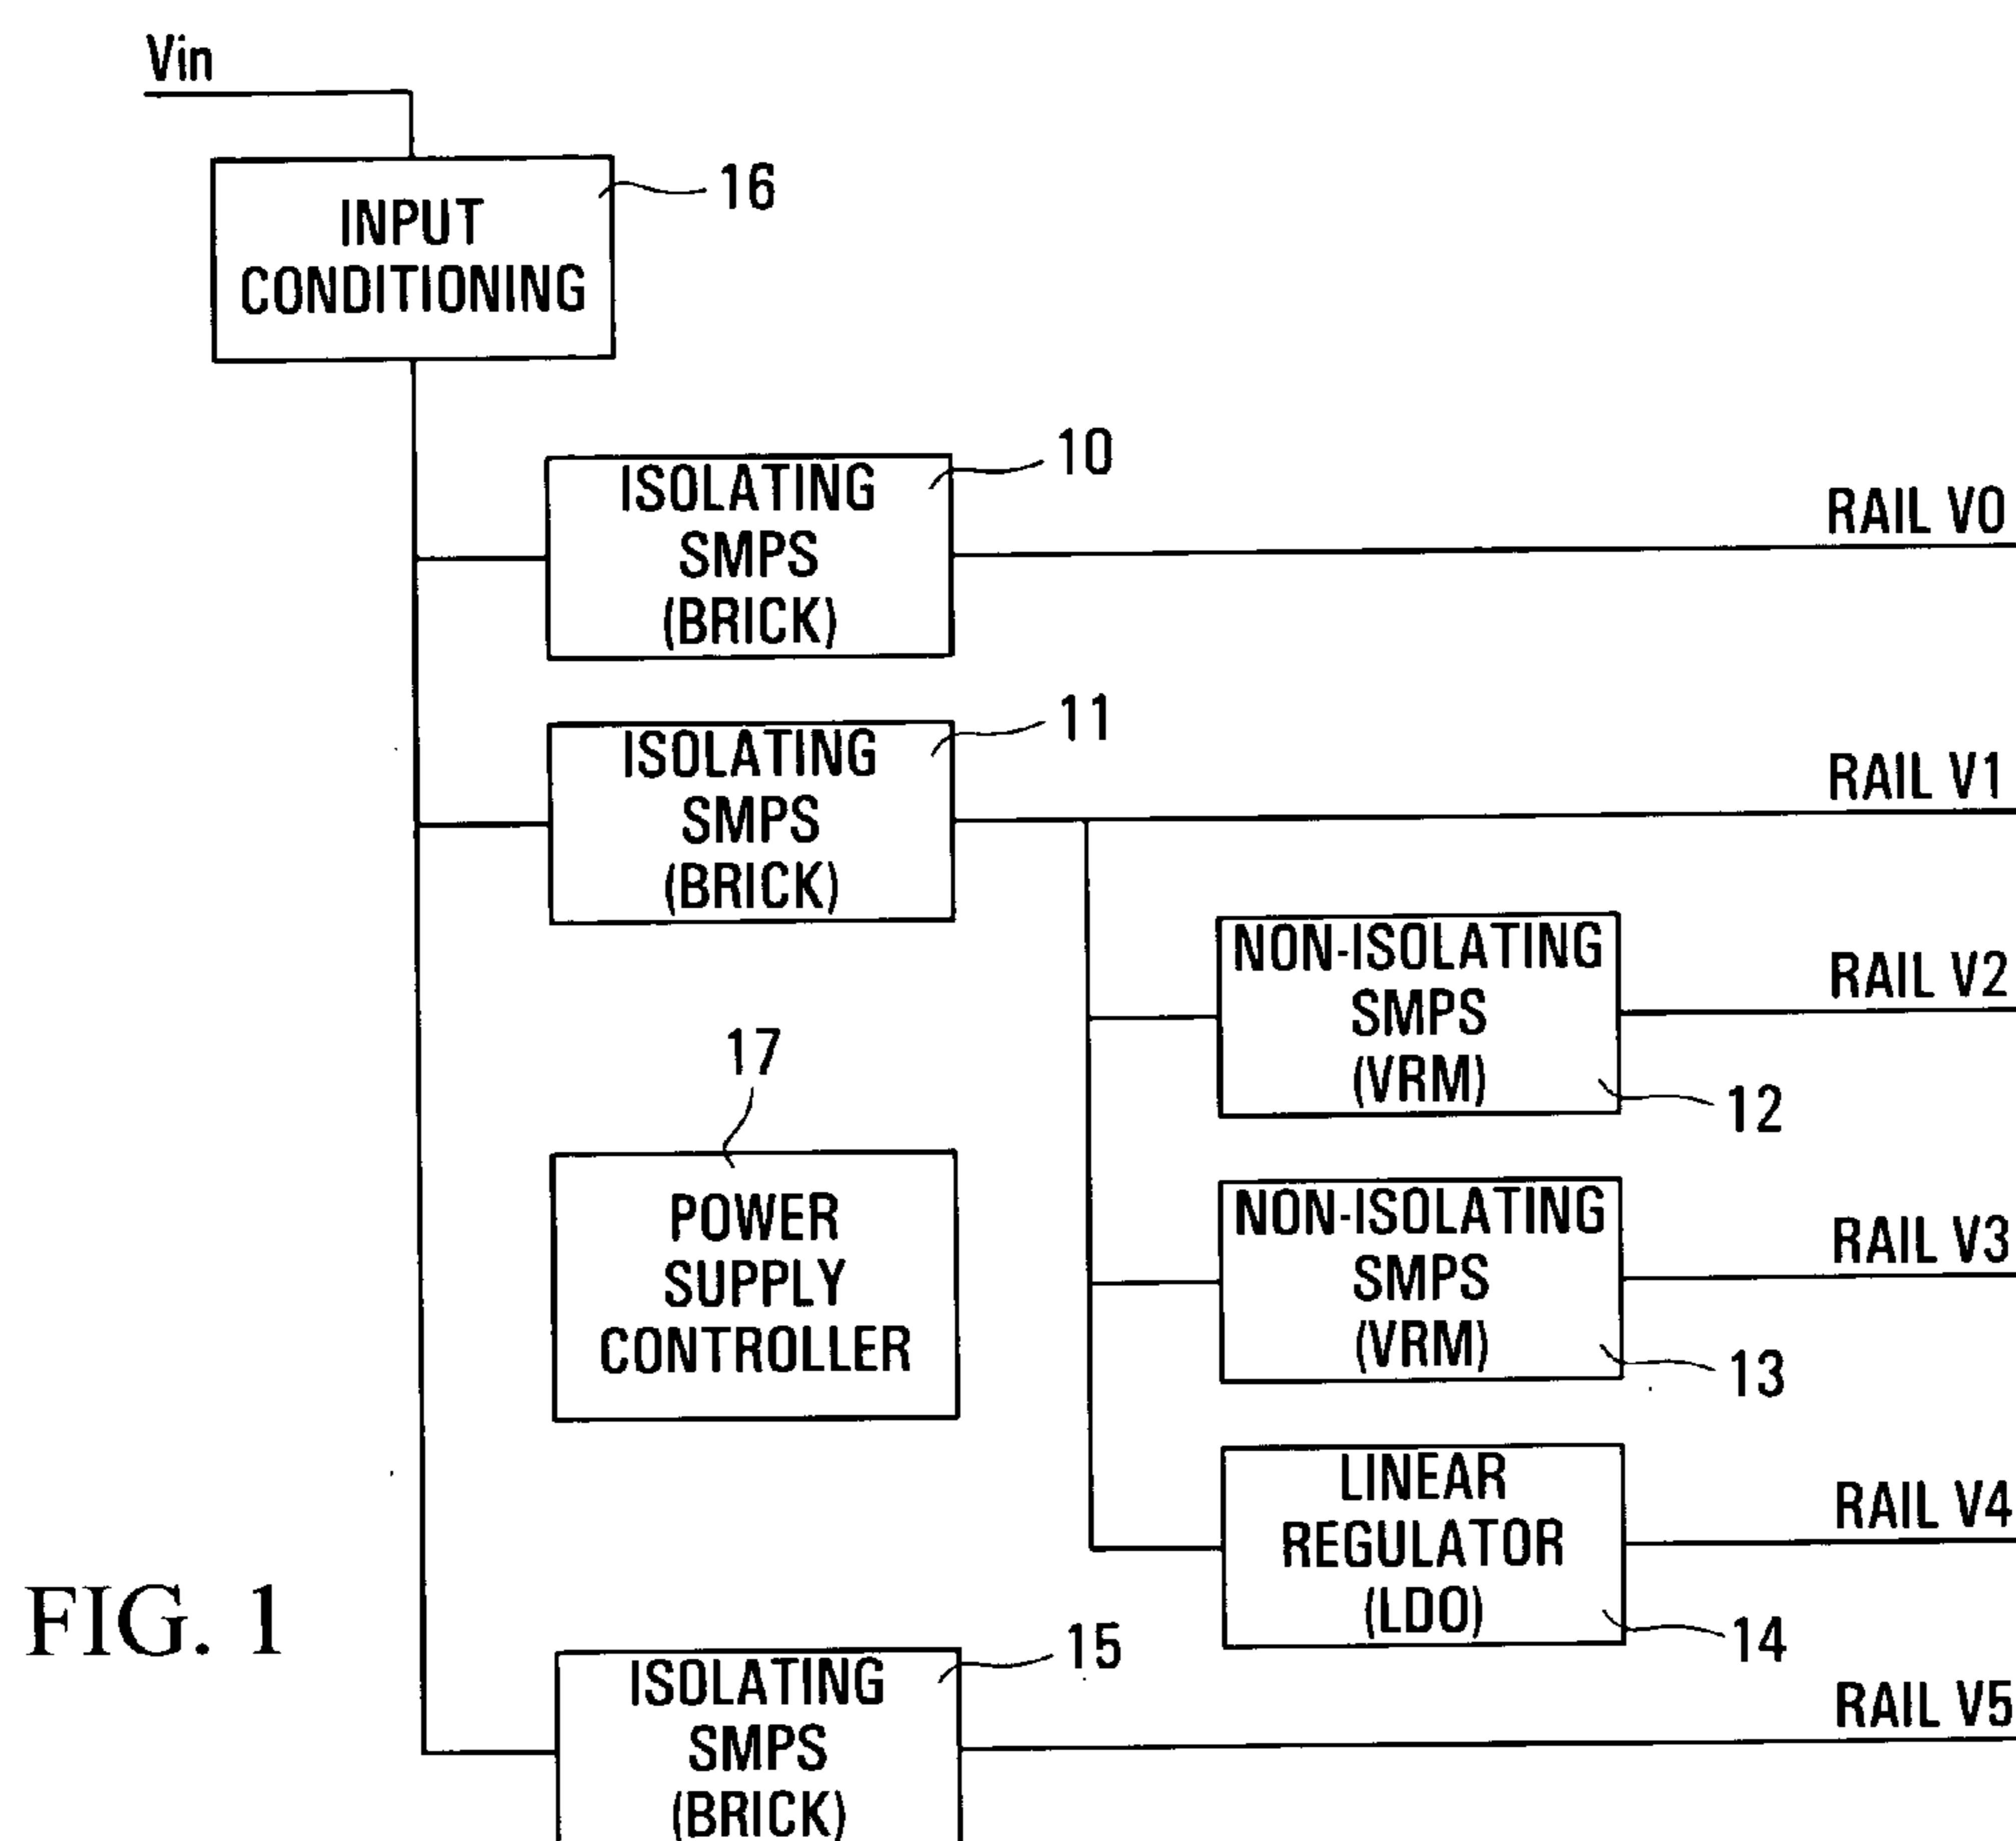 Vin
INPUT
CONDITIONING
16
ISOLATING
SMPS
(BRICK)
10
RAIL V0
ISOLATING
SMPS
(BRICK)
11
RAIL V1
NON-ISOLATING
SMPS
(VRM)
12
RAIL V2
17
POWER
SUPPLY
CONTROLLER
NON-ISOLATING
SMPS
(VRM)
13
RAIL V3
LINEAR
REGULATOR
(LDO)
14
RAIL V4
FIG. 1
ISOLATING
SMPS
(BRICK)
15
RAIL V5